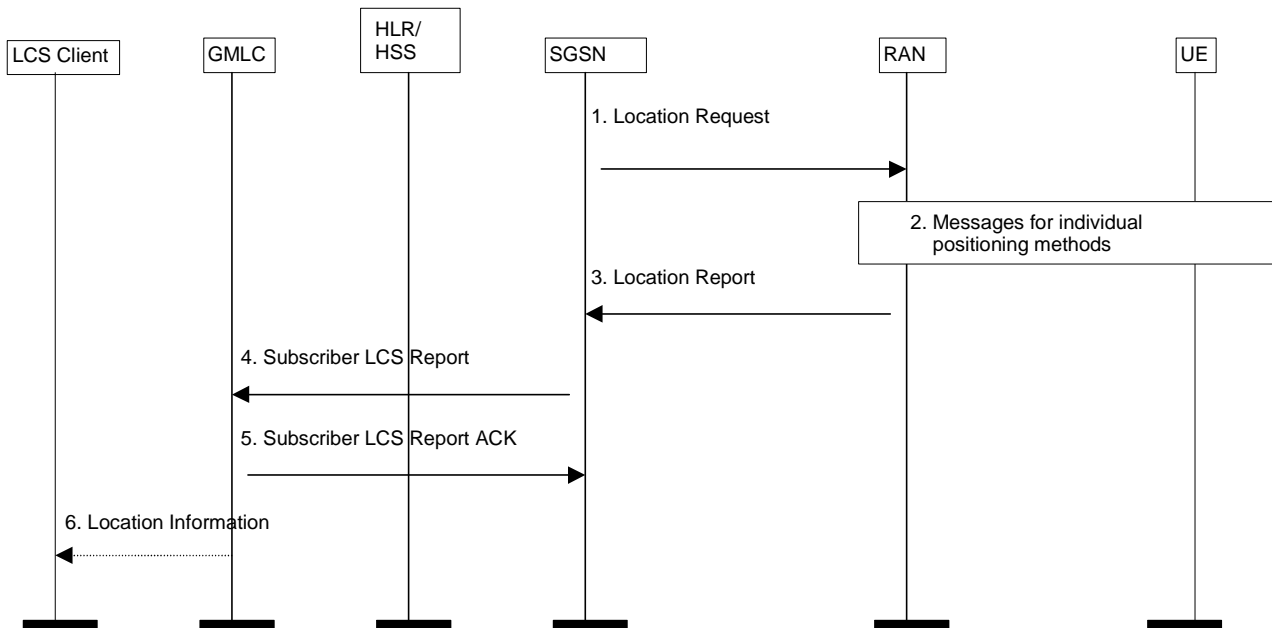 LCS Client
GMLC
HLR/
HSS
SGSN
RAN
UE
1. Location Request
2. Messages for individual
positioning methods
3. Location Report
4. Subscriber LCS Report
5. Subscriber LCS Report ACK
6. Location Information